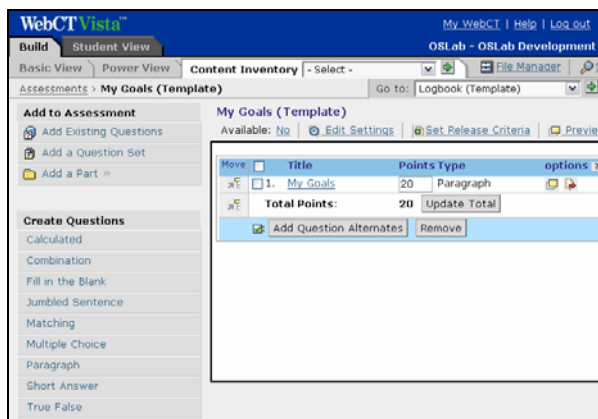 WebCT Vista™
My WebCT | Help | Log out
Build Student View OSLab - OSLab Development
Basic View Power View Content Inventory - Select - File Manager
Assessments › My Goals (Template) Go to: Logbook (Template)
Add to Assessment
Add Existing Questions
Add a Question Set
Add a Part »
Create Questions
Calculated
Combination
Fill in the Blank
Jumbled Sentence
Matching
Multiple Choice
Paragraph
Short Answer
True False
My Goals (Template)
Available: No | Edit Settings | Set Release Criteria | Previe
Move Title Points Type options
1. My Goals 20 Paragraph
Total Points: 20 Update Total
Add Question Alternates Remove